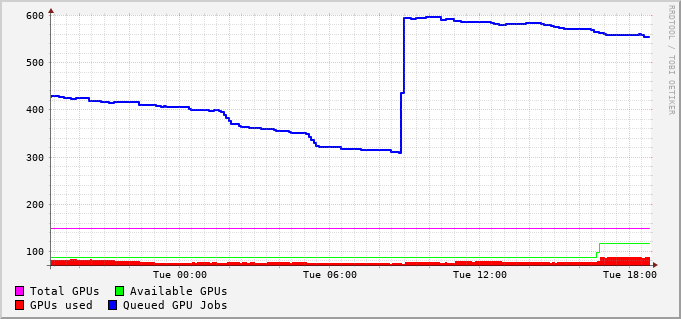 600
500
400
300
200
100
Tue 00:00 Tue 06:00 Tue 12:00 Tue 18:00
Total GPUs Available GPUs
GPUs used Queued GPU Jobs
RRDTOOL / TOBI OETIKER